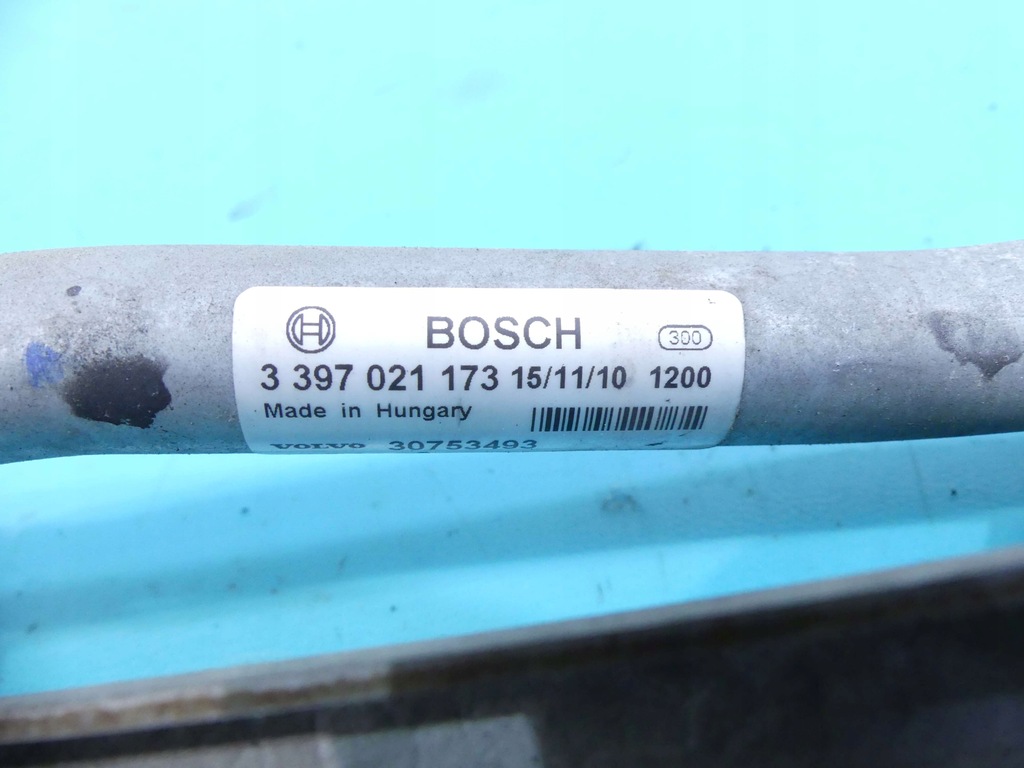 BOSCH 300
3 397 021 173 15/11/10 1200
Made in Hungary
VOLVO 30753493